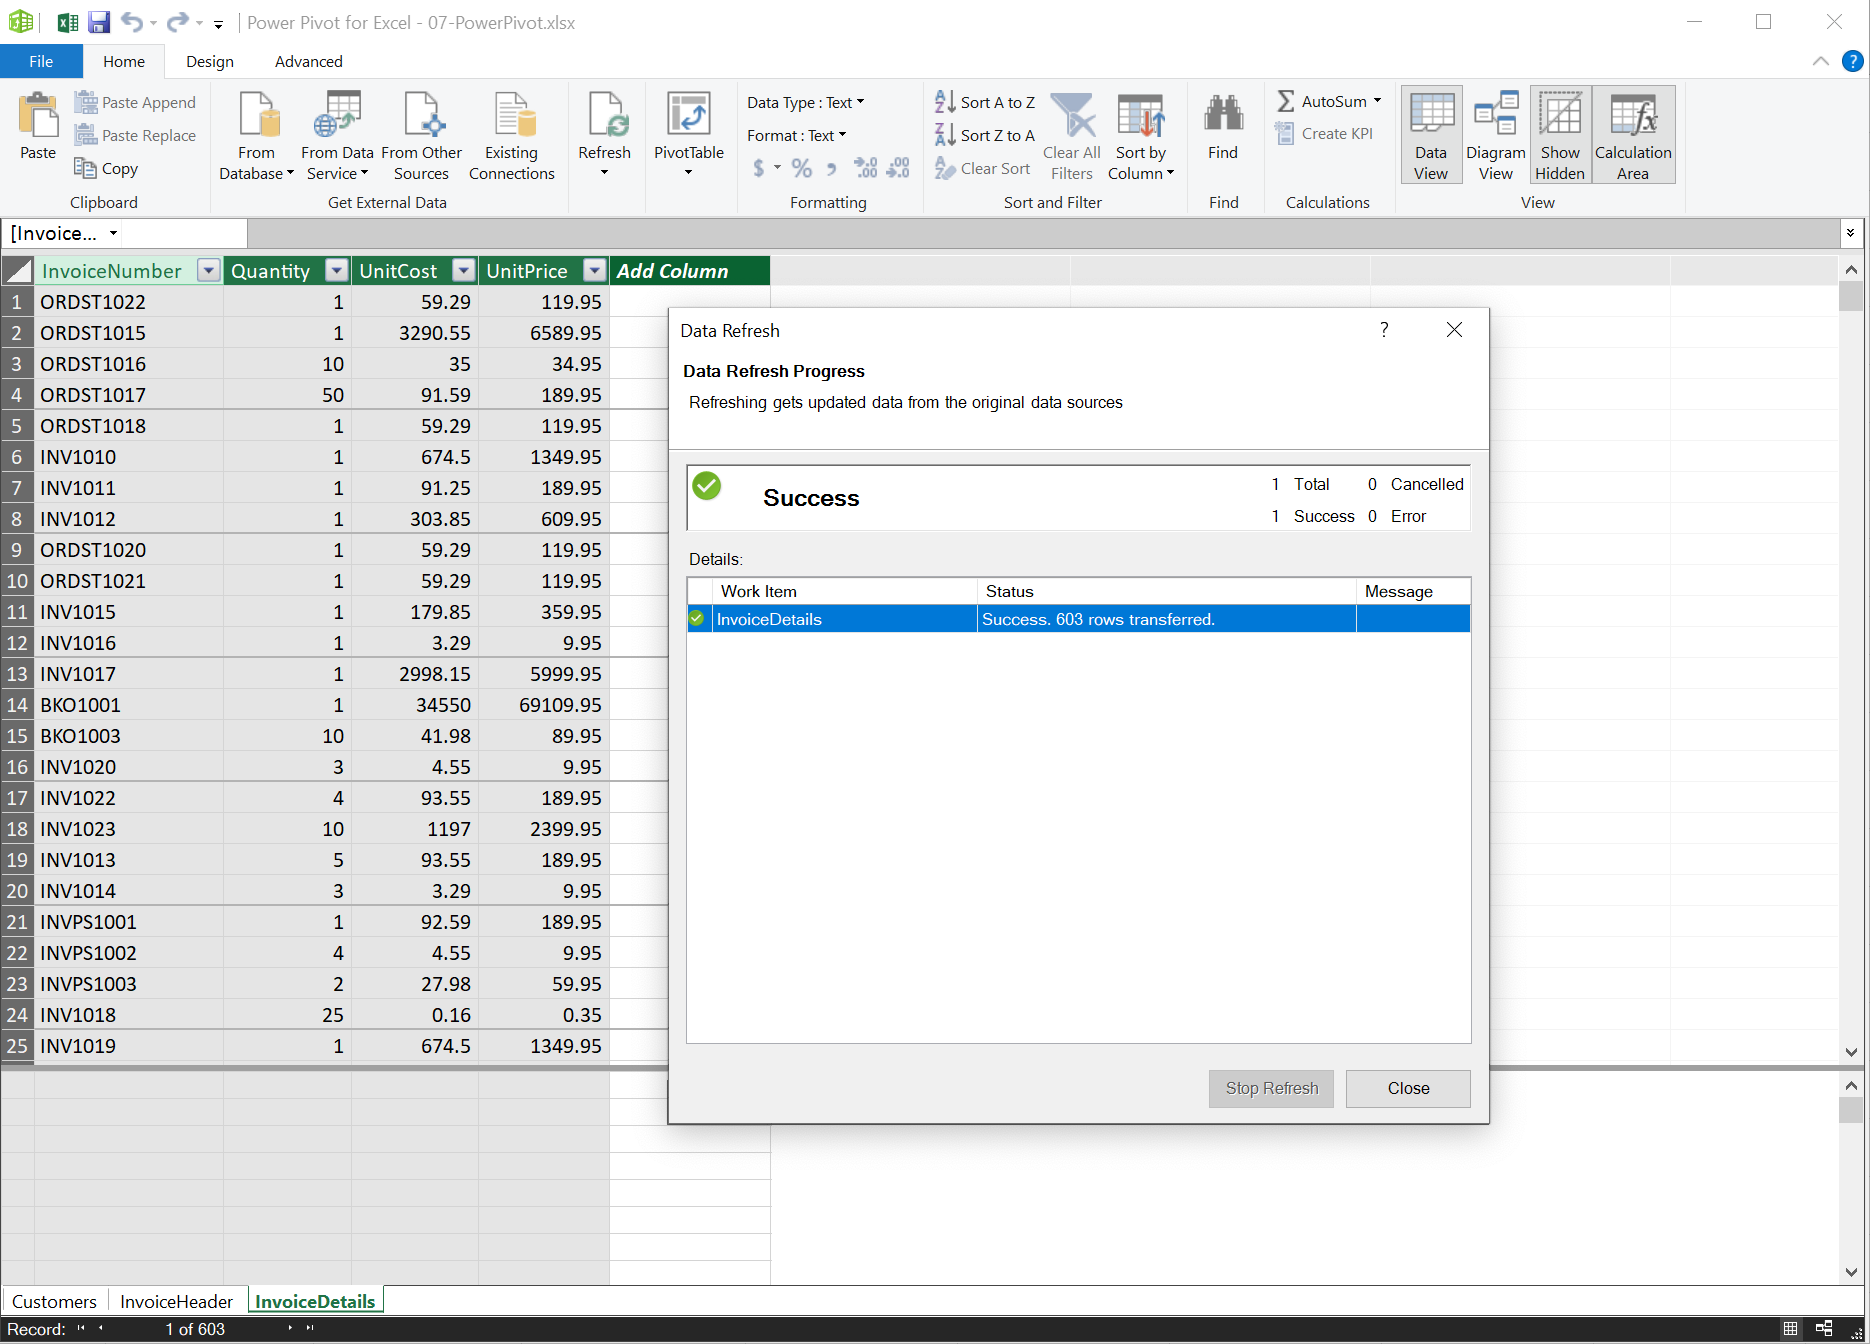 Power Pivot for Excel - 07-PowerPivot.xlsx
File Home Design Advanced
Paste
Paste Append
Paste Replace
Copy
Clipboard
From Database
From Data Service
From Other Sources
Existing Connections
Get External Data
Refresh
PivotTable
Data Type : Text
Format : Text
$ % , .00 .00
Formatting
Sort A to Z
Sort Z to A
Clear Sort
Clear All Filters
Sort by Column
Sort and Filter
Find
Find
AutoSum
Create KPI
Calculations
Data View
Diagram View
Show Hidden
Calculation Area
View
[Invoice...
InvoiceNumber Quantity UnitCost UnitPrice Add Column
1 ORDST1022 1 59.29 119.95
2 ORDST1015 1 3290.55 6589.95
3 ORDST1016 10 35 34.95
4 ORDST1017 50 91.59 189.95
5 ORDST1018 1 59.29 119.95
6 INV1010 1 674.5 1349.95
7 INV1011 1 91.25 189.95
8 INV1012 1 303.85 609.95
9 ORDST1020 1 59.29 119.95
10 ORDST1021 1 59.29 119.95
11 INV1015 1 179.85 359.95
12 INV1016 1 3.29 9.95
13 INV1017 1 2998.15 5999.95
14 BKO1001 1 34550 69109.95
15 BKO1003 10 41.98 89.95
16 INV1020 3 4.55 9.95
17 INV1022 4 93.55 189.95
18 INV1023 10 1197 2399.95
19 INV1013 5 93.55 189.95
20 INV1014 3 3.29 9.95
21 INVPS1001 1 92.59 189.95
22 INVPS1002 4 4.55 9.95
23 INVPS1003 2 27.98 59.95
24 INV1018 25 0.16 0.35
25 INV1019 1 674.5 1349.95
Data Refresh ?
Data Refresh Progress
Refreshing gets updated data from the original data sources
Success
1 Total 0 Cancelled
1 Success 0 Error
Details:
Work Item Status Message
InvoiceDetails Success. 603 rows transferred.
Stop Refresh Close
Customers InvoiceHeader InvoiceDetails
Record: 1 of 603